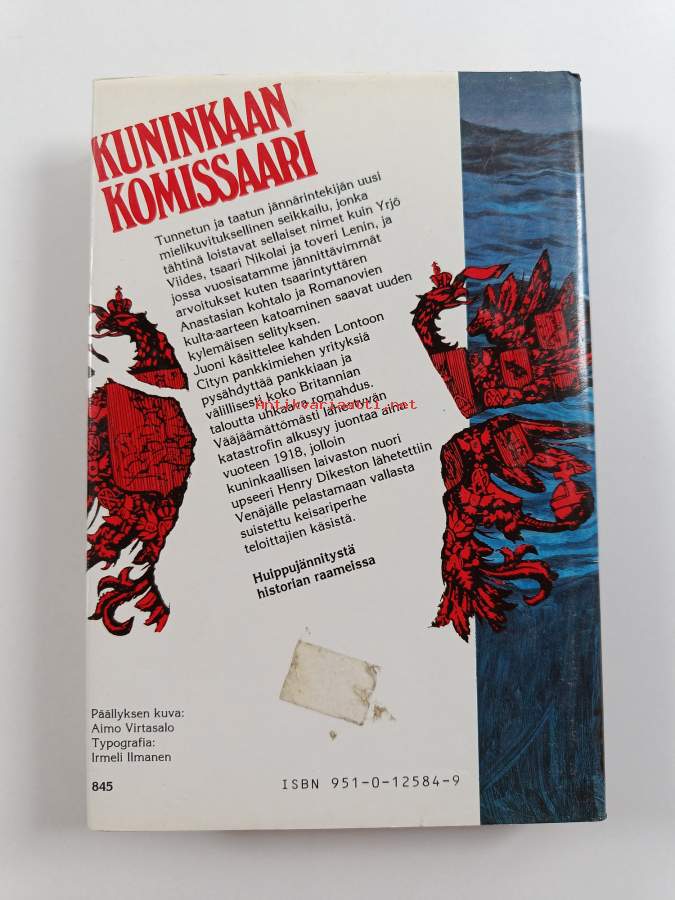 KUNINKAAN
KOMISSAARI
Tunnetun ja taatun jännärintekijän uusi
mielikuvituksellinen seikkailu, jonka
tähtinä loistavat sellaiset nimet kuin Yrjö
Viides, tsaari Nikolai ja toveri Lenin, ja
jossa vuosisatamme jännittävimmät
arvoitukset kuten tsaarintyttären
Anastasian kohtalo ja Romanovien
kulta-aarteen katoaminen saavat uuden
kylemäisen selityksen.
Juoni käsittelee kahden Lontoon
Cityn pankkimiehen yrityksiä
pysähdyttää pankkiaan ja
välillisesti koko Britannian
taloutta uhkaava romahdus.
Vääjäämättömästi lähestyvän
katastrofin alkusyy juontaa aina
vuoteen 1918, jolloin
kuninkaallisen laivaston nuori
upseeri Henry Dikeston lähetettiin
Venäjälle pelastamaan vallasta
suistettu keisariperhe
teloittajien käsistä.
Huippujännitystä
historian raameissa
Antikvariaatti.net
Päällyksen kuva:
Aimo Virtasalo
Typografia:
Irmeli Ilmanen
845
ISBN 951-0-12584-9